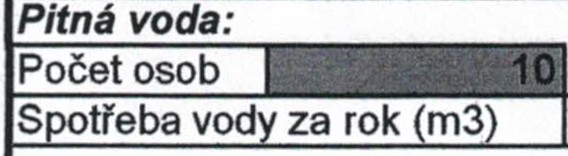 Pitná voda:
Počet osob 10
Spotřeba vody za rok (m3)